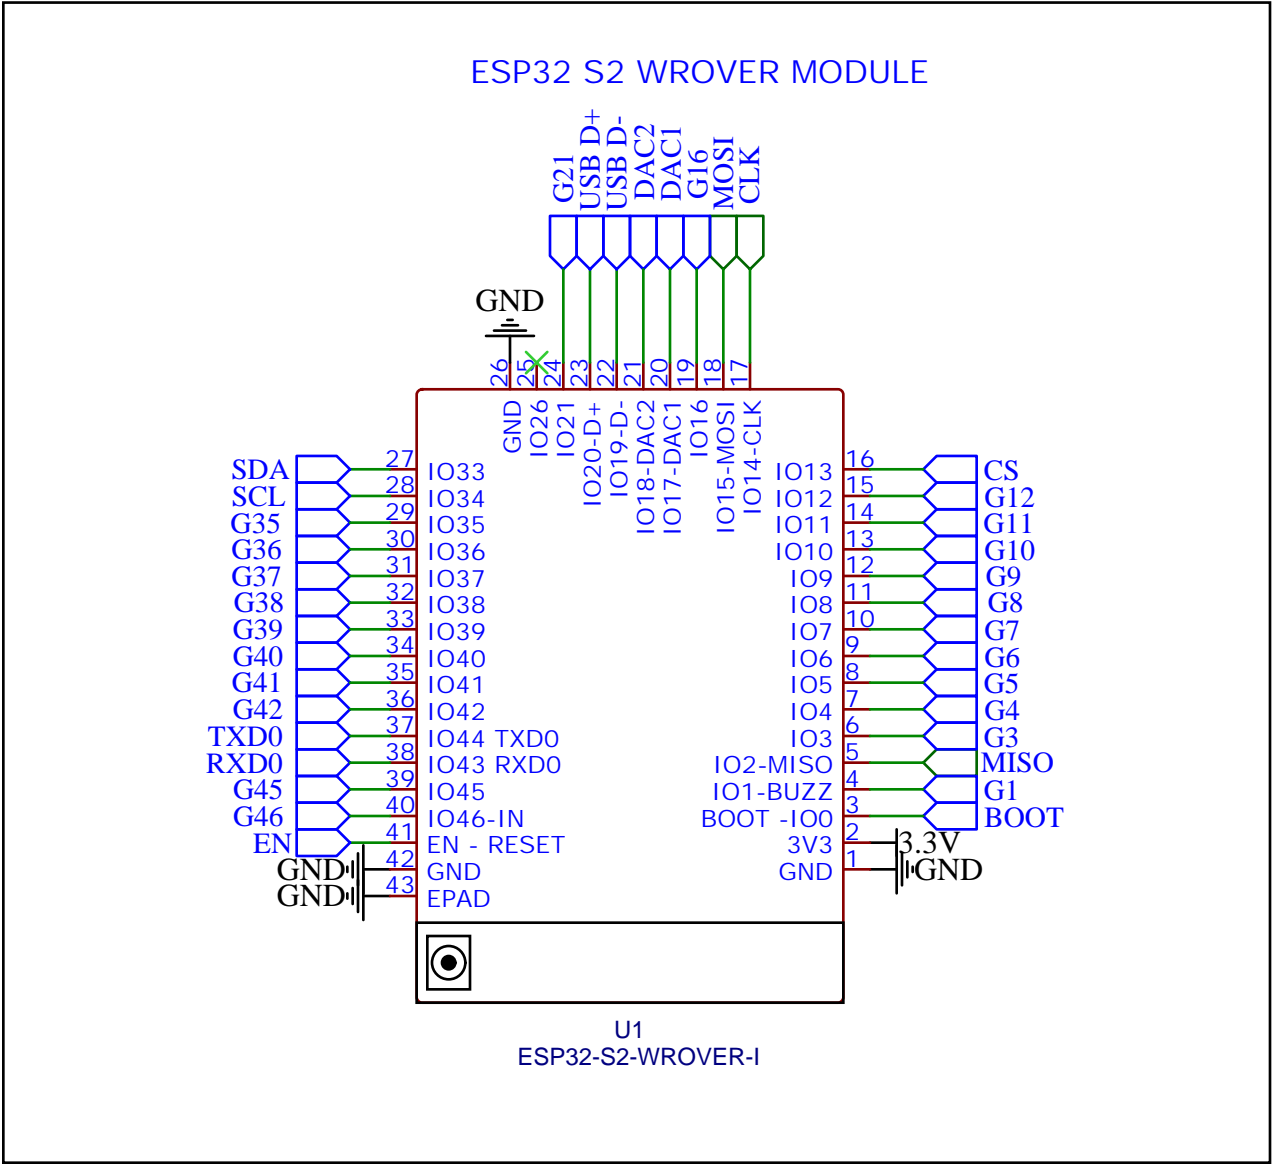 ESP32 S2 WROVER MODULE
G21
USB D+
USB D-
DAC2
DAC1
G16
MOSI
CLK
GND
26
25
24
23
22
21
20
19
18
17
GND
IO26
IO21
IO20-D+
IO19-D-
IO18-DAC2
IO17-DAC1
IO16
IO15-MOSI
IO14-CLK
SDA 27 IO33
SCL 28 IO34
G35 29 IO35
G36 30 IO36
G37 31 IO37
G38 32 IO38
G39 33 IO39
G40 34 IO40
G41 35 IO41
G42 36 IO42
TXD0 37 IO44 TXD0
RXD0 38 IO43 RXD0
G45 39 IO45
G46 40 IO46-IN
EN 41 EN - RESET
GND 42 GND
GND 43 EPAD
IO13 16 CS
IO12 15 G12
IO11 14 G11
IO10 13 G10
IO9 12 G9
IO8 11 G8
IO7 10 G7
IO6 9 G6
IO5 8 G5
IO4 7 G4
IO3 6 G3
IO2-MISO 5 MISO
IO1-BUZZ 4 G1
BOOT -IO0 3 BOOT
3V3 2 3.3V
GND 1 GND
U1
ESP32-S2-WROVER-I